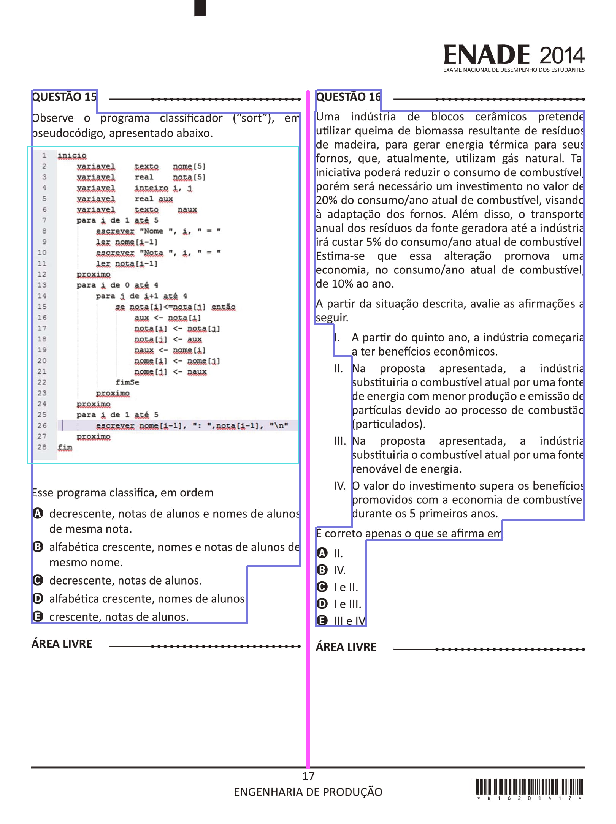 ENADE 2014
EXAME NACIONAL DE DESEMPENHO DOS ESTUDANTES
QUESTÃO 15
Observe o programa classificador ("sort"), em
pseudocódigo, apresentado abaixo.
1 inicio
2 variavel texto nome[5]
3 variavel real nota[5]
4 variavel inteiro i, j
5 variavel real aux
6 variavel texto naux
7 para i de 1 até 5
8 escrever "Nome ", i, " = "
9 ler nome[i-1]
10 escrever "Nota ", i, " = "
11 ler nota[i-1]
12 proximo
13 para i de 0 até 4
14 para j de i+1 até 4
15 se nota[i]<=nota[j] então
16 aux <- nota[i]
17 nota[i] <- nota[j]
18 nota[j] <- aux
19 naux <- nome[i]
20 nome[i] <- nome[j]
21 nome[j] <- naux
22 fimSe
23 proximo
24 proximo
25 para i de 1 até 5
26 escrever nome[i-1], ": ",nota[i-1], "\n"
27 proximo
28 fim
Esse programa classifica, em ordem
A decrescente, notas de alunos e nomes de alunos
de mesma nota.
B alfabética crescente, nomes e notas de alunos de
mesmo nome.
C decrescente, notas de alunos.
D alfabética crescente, nomes de alunos
E crescente, notas de alunos.
ÁREA LIVRE
QUESTÃO 16
Uma indústria de blocos cerâmicos pretende
utilizar queima de biomassa resultante de resíduos
de madeira, para gerar energia térmica para seus
fornos, que, atualmente, utilizam gás natural. Tal
iniciativa poderá reduzir o consumo de combustível,
porém será necessário um investimento no valor de
20% do consumo/ano atual de combustível, visando
à adaptação dos fornos. Além disso, o transporte
anual dos resíduos da fonte geradora até a indústria
irá custar 5% do consumo/ano atual de combustível.
Estima-se que essa alteração promova uma
economia, no consumo/ano atual de combustível,
de 10% ao ano.
A partir da situação descrita, avalie as afirmações a
seguir.
I. A partir do quinto ano, a indústria começaria
a ter benefícios econômicos.
II. Na proposta apresentada, a indústria
substituiria o combustível atual por uma fonte
de energia com menor produção e emissão de
partículas devido ao processo de combustão
(particulados).
III. Na proposta apresentada, a indústria
substituiria o combustível atual por uma fonte
renovável de energia.
IV. O valor do investimento supera os benefícios
promovidos com a economia de combustível
durante os 5 primeiros anos.
É correto apenas o que se afirma em
A II.
B IV.
C I e II.
D I e III.
E III e IV
ÁREA LIVRE
17
ENGENHARIA DE PRODUÇÃO